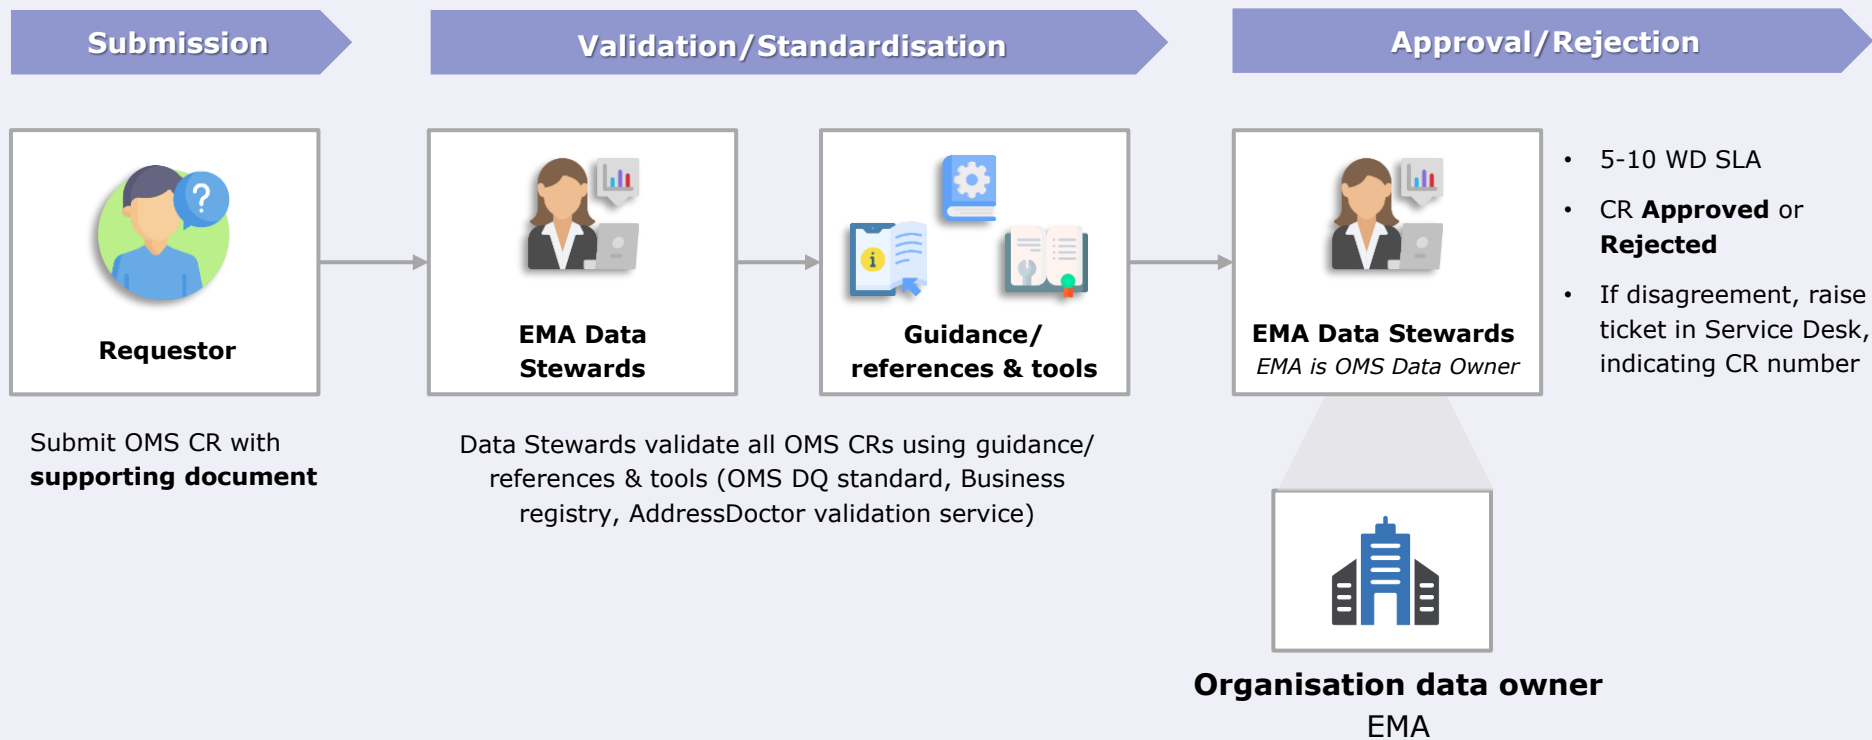 Submission
Validation/Standardisation
Approval/Rejection
?
Requestor
Submit OMS CR with
supporting document
EMA Data
Stewards
i
Guidance/
references & tools
Data Stewards validate all OMS CRs using guidance/
references & tools (OMS DQ standard, Business
registry, AddressDoctor validation service)
EMA Data Stewards
EMA is OMS Data Owner
• 5-10 WD SLA
• CR Approved or
Rejected
• If disagreement, raise
ticket in Service Desk,
indicating CR number
Organisation data owner
EMA